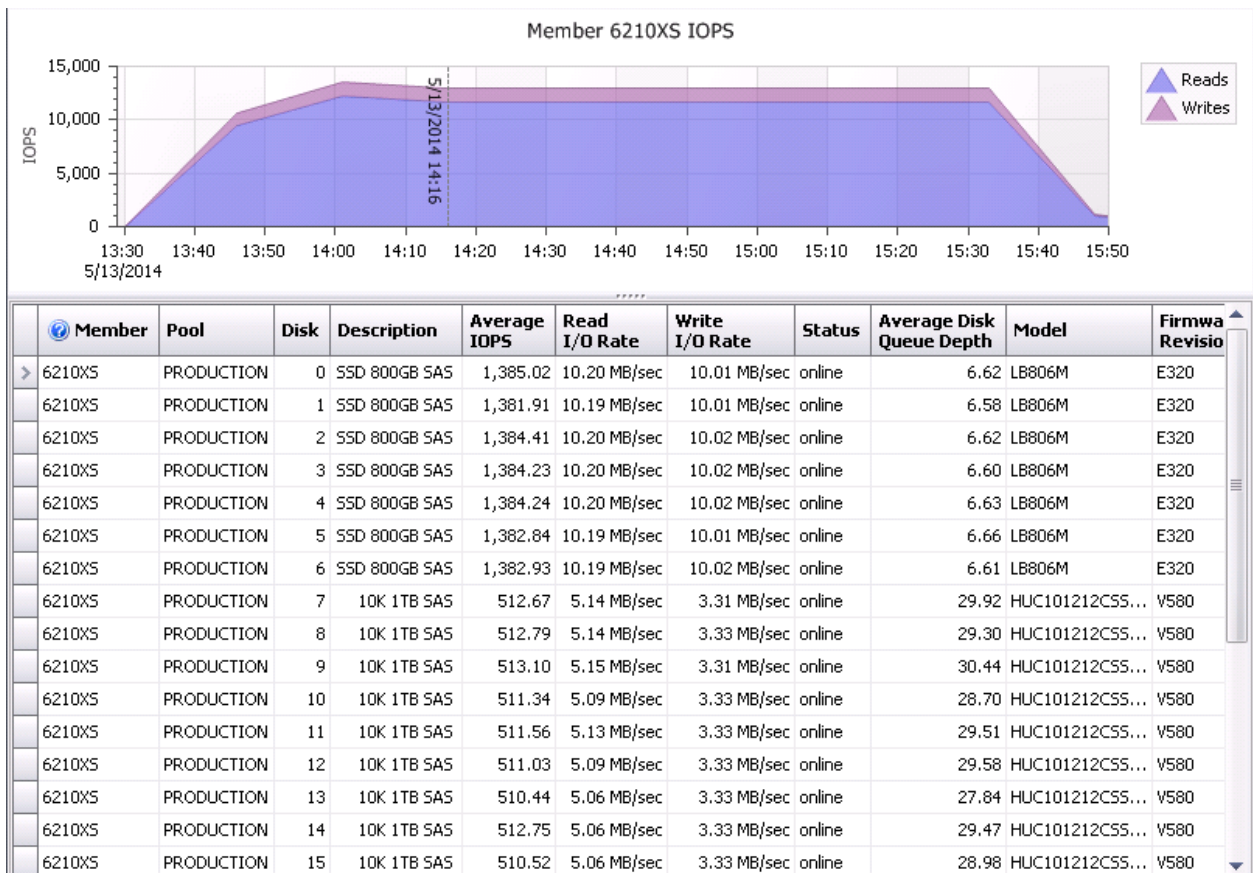 Member 6210XS IOPS
15,000
10,000
5,000
0
IOPS
5/13/2014 14:16
Reads
Writes
13:30 13:40 13:50 14:00 14:10 14:20 14:30 14:40 14:50 15:00 15:10 15:20 15:30 15:40 15:50
5/13/2014
Member Pool Disk Description Average IOPS Read I/O Rate Write I/O Rate Status Average Disk Queue Depth Model Firmwa Revisio
6210XS PRODUCTION 0 SSD 800GB SAS 1,385.02 10.20 MB/sec 10.01 MB/sec online 6.62 LB806M E320
6210XS PRODUCTION 1 SSD 800GB SAS 1,381.91 10.19 MB/sec 10.01 MB/sec online 6.58 LB806M E320
6210XS PRODUCTION 2 SSD 800GB SAS 1,384.41 10.20 MB/sec 10.02 MB/sec online 6.62 LB806M E320
6210XS PRODUCTION 3 SSD 800GB SAS 1,384.23 10.20 MB/sec 10.02 MB/sec online 6.60 LB806M E320
6210XS PRODUCTION 4 SSD 800GB SAS 1,384.24 10.20 MB/sec 10.02 MB/sec online 6.63 LB806M E320
6210XS PRODUCTION 5 SSD 800GB SAS 1,382.84 10.19 MB/sec 10.01 MB/sec online 6.66 LB806M E320
6210XS PRODUCTION 6 SSD 800GB SAS 1,382.93 10.19 MB/sec 10.02 MB/sec online 6.61 LB806M E320
6210XS PRODUCTION 7 10K 1TB SAS 512.67 5.14 MB/sec 3.31 MB/sec online 29.92 HUC101212CSS... V580
6210XS PRODUCTION 8 10K 1TB SAS 512.79 5.14 MB/sec 3.33 MB/sec online 29.30 HUC101212CSS... V580
6210XS PRODUCTION 9 10K 1TB SAS 513.10 5.15 MB/sec 3.31 MB/sec online 30.44 HUC101212CSS... V580
6210XS PRODUCTION 10 10K 1TB SAS 511.34 5.09 MB/sec 3.33 MB/sec online 28.70 HUC101212CSS... V580
6210XS PRODUCTION 11 10K 1TB SAS 511.56 5.13 MB/sec 3.33 MB/sec online 29.51 HUC101212CSS... V580
6210XS PRODUCTION 12 10K 1TB SAS 511.03 5.09 MB/sec 3.33 MB/sec online 29.58 HUC101212CSS... V580
6210XS PRODUCTION 13 10K 1TB SAS 510.44 5.06 MB/sec 3.33 MB/sec online 27.84 HUC101212CSS... V580
6210XS PRODUCTION 14 10K 1TB SAS 512.75 5.06 MB/sec 3.33 MB/sec online 29.47 HUC101212CSS... V580
6210XS PRODUCTION 15 10K 1TB SAS 510.52 5.06 MB/sec 3.33 MB/sec online 28.98 HUC101212CSS... V580